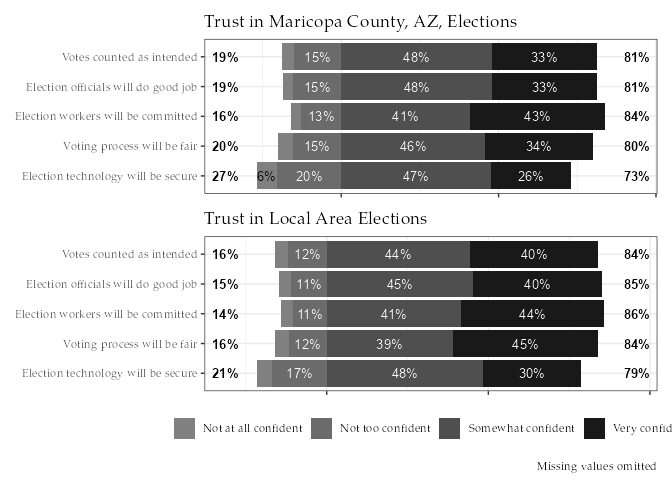 Trust in Maricopa County, AZ, Elections
Votes counted as intended 19% 15% 48% 33% 81%
Election officials will do good job 19% 15% 48% 33% 81%
Election workers will be committed 16% 13% 41% 43% 84%
Voting process will be fair 20% 15% 46% 34% 80%
Election technology will be secure 27% 6% 20% 47% 26% 73%
Trust in Local Area Elections
Votes counted as intended 16% 12% 44% 40% 84%
Election officials will do good job 15% 11% 45% 40% 85%
Election workers will be committed 14% 11% 41% 44% 86%
Voting process will be fair 16% 12% 39% 45% 84%
Election technology will be secure 21% 17% 48% 30% 79%
Not at all confident Not too confident Somewhat confident Very confid
Missing values omitted